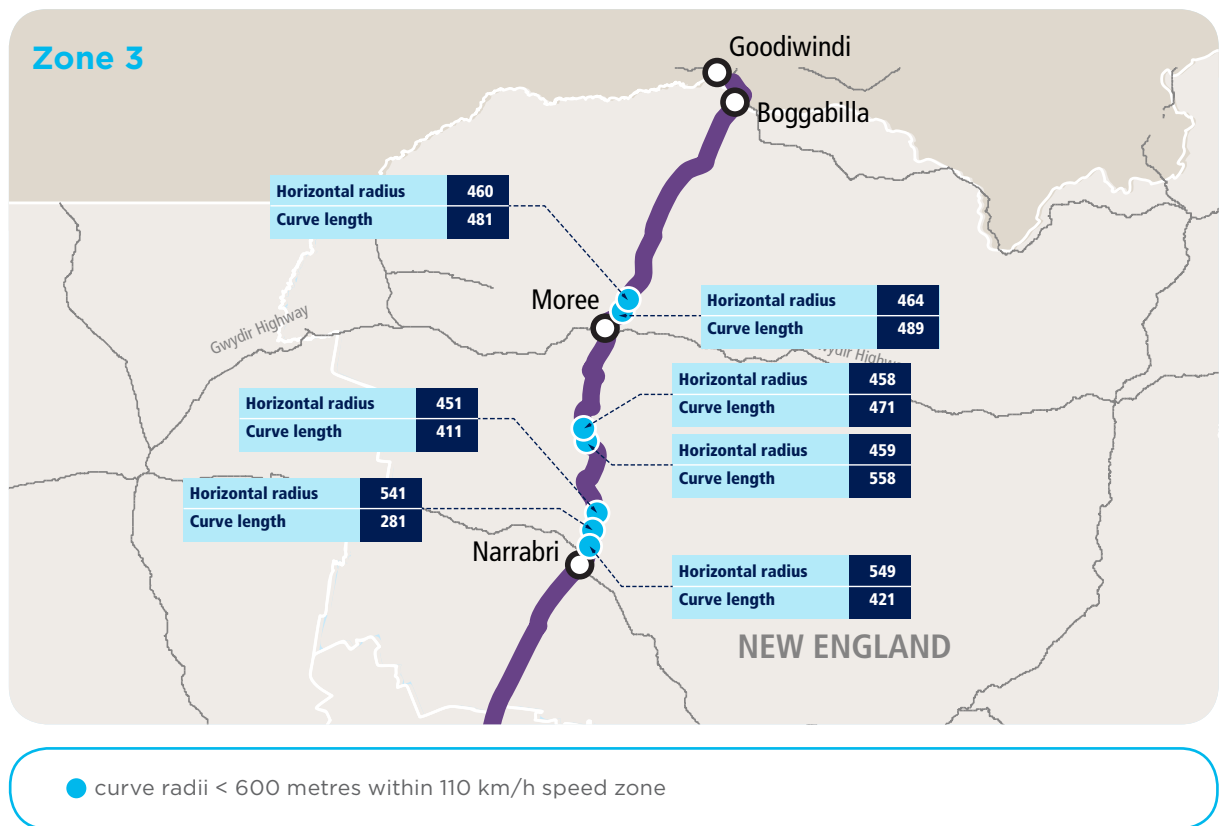 Zone 3
Goodiwindi
Boggabilla
Horizontal radius 460
Curve length 481
Moree
Horizontal radius 464
Curve length 489
Gwydir Highway
Highway
Horizontal radius 458
Curve length 471
Horizontal radius 451
Curve length 411
Horizontal radius 459
Curve length 558
Horizontal radius 541
Curve length 281
Narrabri
Horizontal radius 549
Curve length 421
NEW ENGLAND
curve radii < 600 metres within 110 km/h speed zone